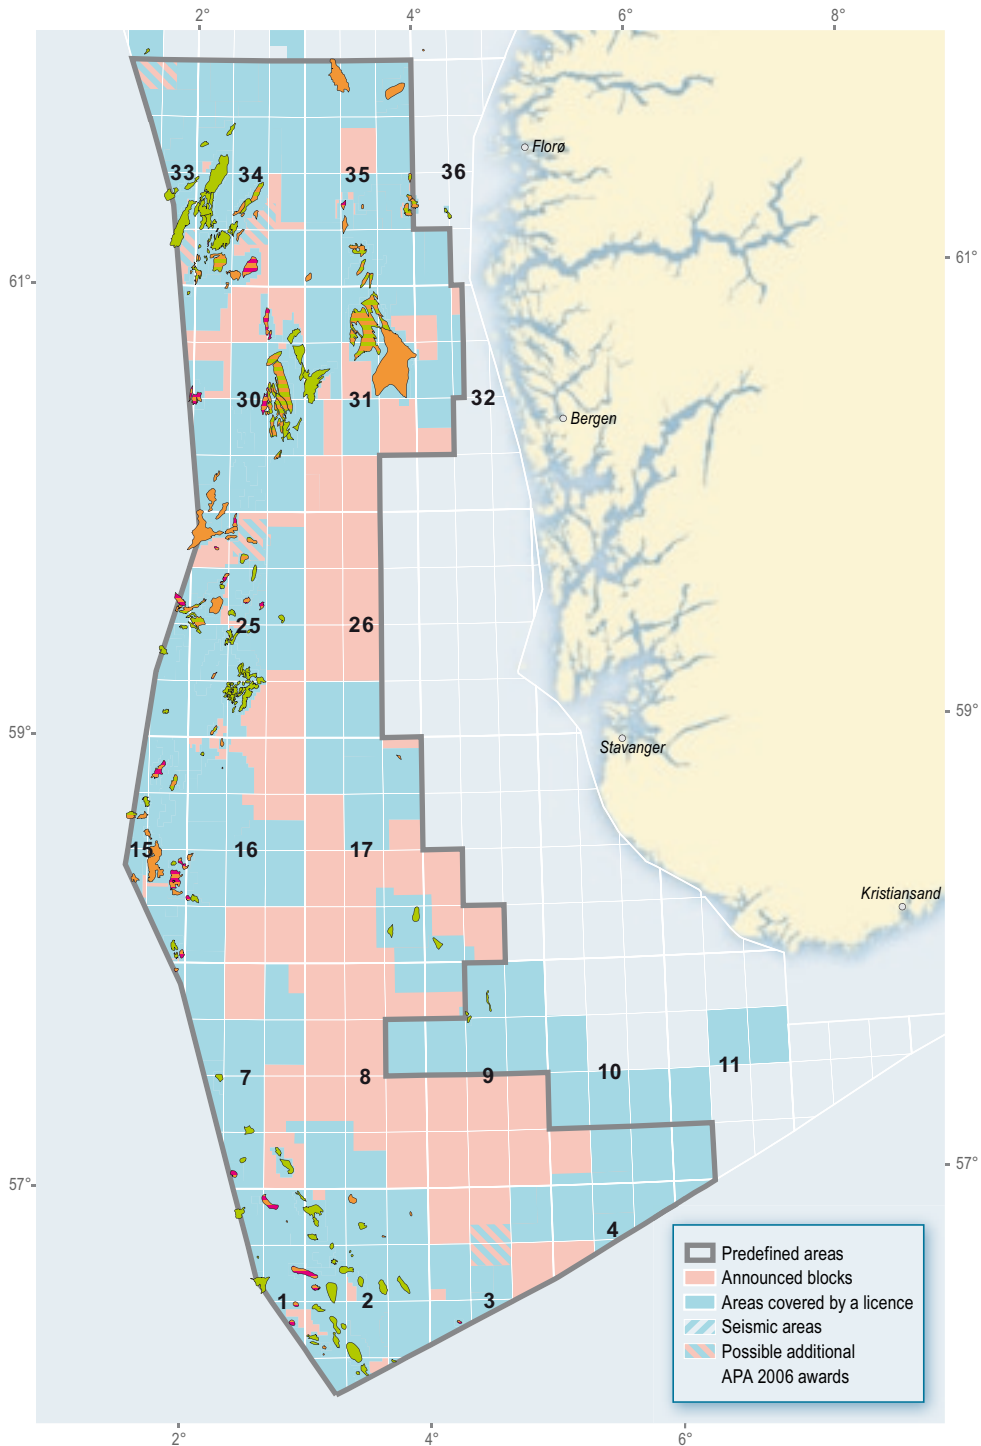 2° 4° 6° 8°
Florø
33 34 35 36
61° 61°
30 31 32
Bergen
25 26
59° 59°
Stavanger
15 16 17
Kristiansand
7 8 9 10 11
57° 57°
4
1 2 3
Predefined areas
Announced blocks
Areas covered by a licence
Seismic areas
Possible additional
APA 2006 awards
2° 4° 6°